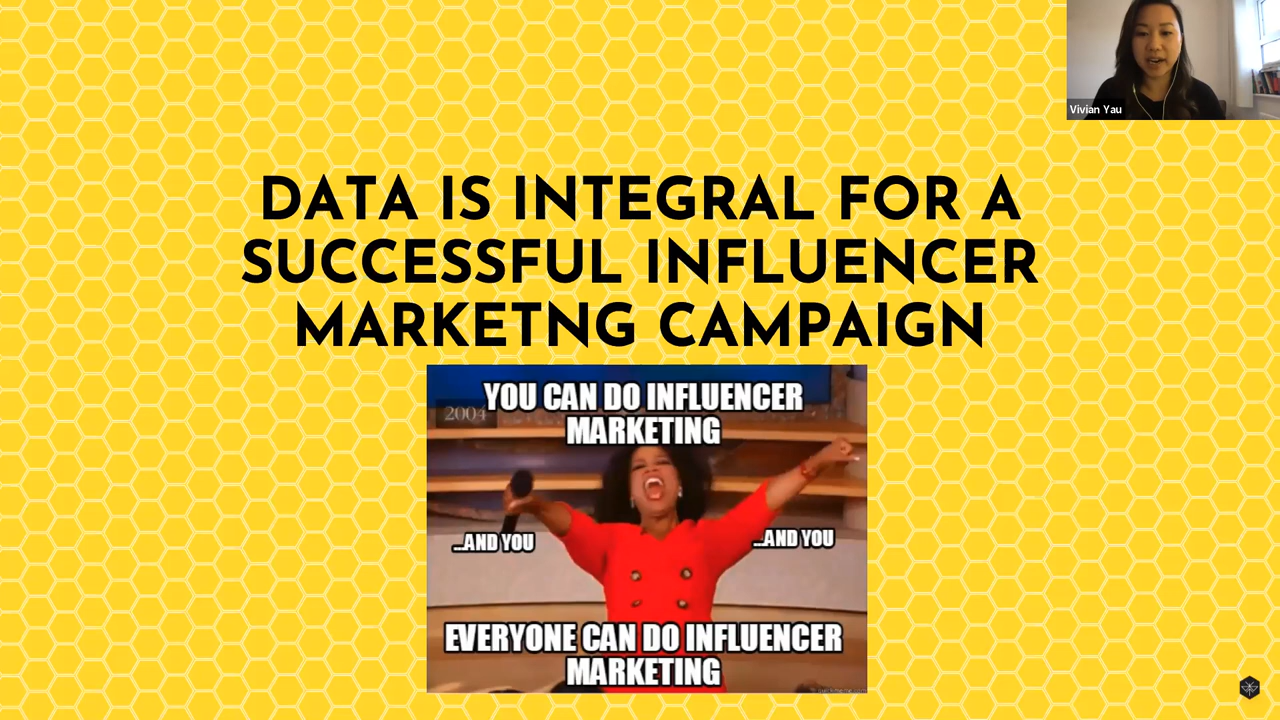 Vivian Yau
DATA IS INTEGRAL FOR A
SUCCESSFUL INFLUENCER
MARKETNG CAMPAIGN
YOU CAN DO INFLUENCER
MARKETING
2004
...AND YOU
...AND YOU
EVERYONE CAN DO INFLUENCER
MARKETING